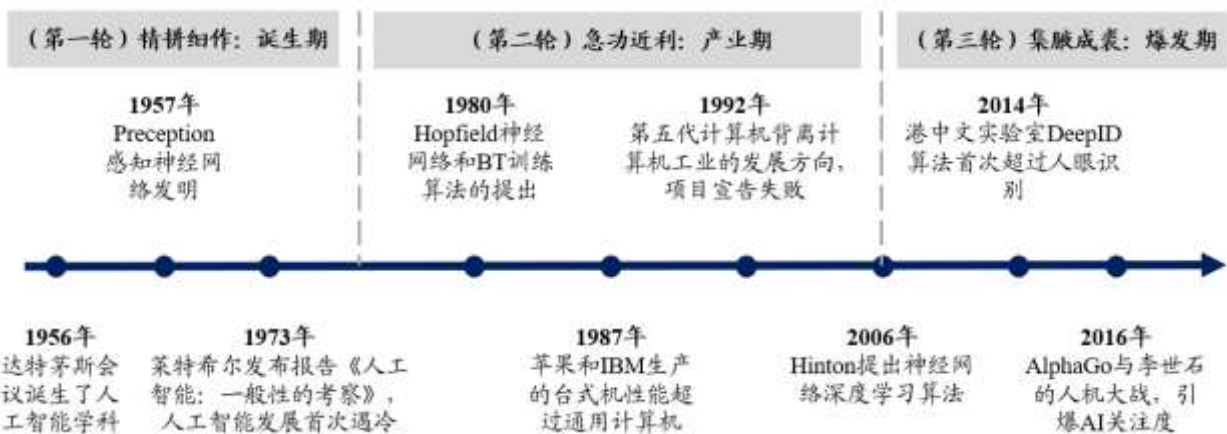 （第一轮）精耕细作：诞生期
（第二轮）急功近利：产业期
（第三轮）集腋成裘：爆发期
1957年
Preception
感知神经网
络发明
1980年
Hopfield神经
网络和BT训练
算法的提出
1992年
第五代计算机背离计
算机工业的发展方向，
项目宣告失败
2014年
港中文实验室DeepID
算法首次超过人眼识
别
1956年
达特茅斯会
议诞生了人
工智能学科
1973年
莱特希尔发布报告《人工
智能：一般性的考察》，
人工智能发展首次遇冷
1987年
苹果和IBM生产
的台式机性能超
过通用计算机
2006年
Hinton提出神经网
络深度学习算法
2016年
AlphaGo与李世石
的人机大战，引
爆AI关注度